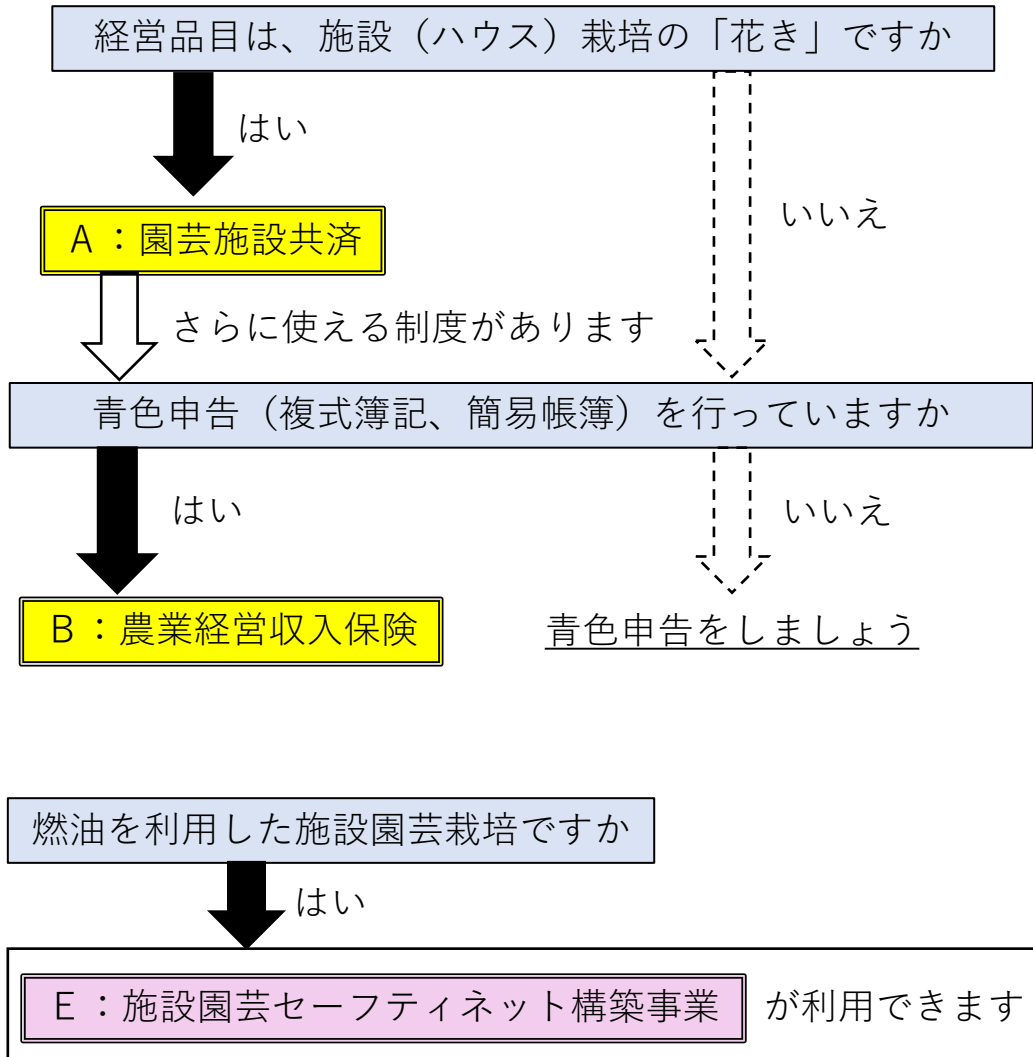 経営品目は、施設（ハウス）栽培の「花き」ですか
はい
いいえ
Ａ：園芸施設共済
さらに使える制度があります
青色申告（複式簿記、簡易帳簿）を行っていますか
はい
いいえ
Ｂ：農業経営収入保険
青色申告をしましょう
燃油を利用した施設園芸栽培ですか
はい
Ｅ：施設園芸セーフティネット構築事業 が利用できます